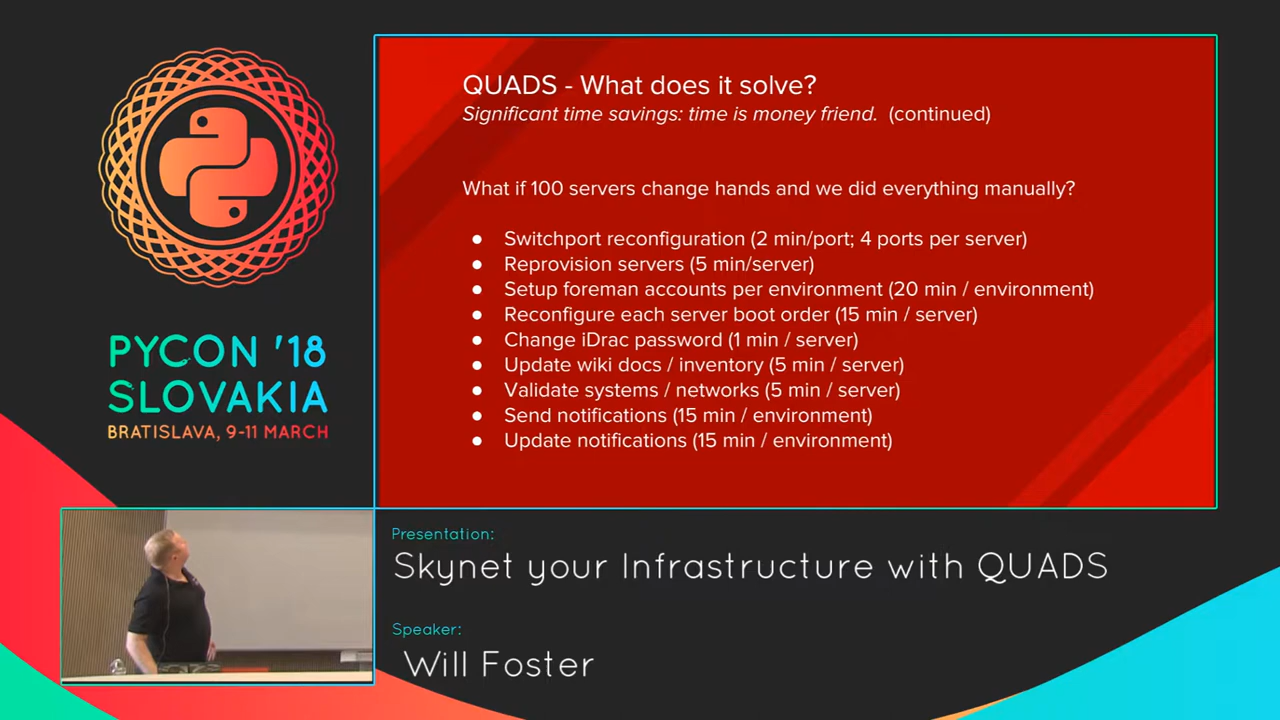 QUADS - What does it solve?
Significant time savings: time is money friend. (continued)
What if 100 servers change hands and we did everything manually?
● Switchport reconfiguration (2 min/port; 4 ports per server)
● Reprovision servers (5 min/server)
● Setup foreman accounts per environment (20 min / environment)
● Reconfigure each server boot order (15 min / server)
● Change iDrac password (1 min / server)
● Update wiki docs / inventory (5 min / server)
● Validate systems / networks (5 min / server)
● Send notifications (15 min / environment)
● Update notifications (15 min / environment)
PYCON '18
SLOVAKIA
BRATISLAVA, 9-11 MARCH
Presentation:
Skynet your Infrastructure with QUADS
Speaker:
Will Foster